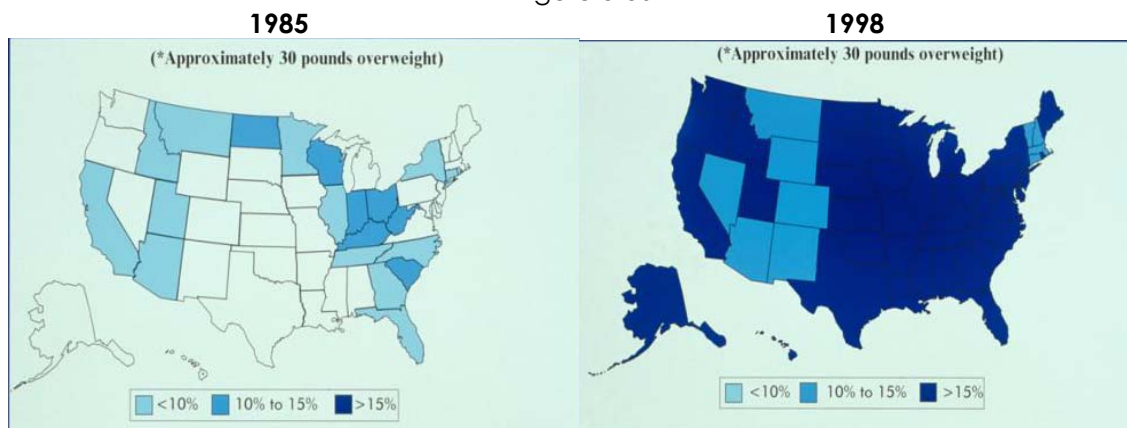 1985
1998
(*Approximately 30 pounds overweight)
(*Approximately 30 pounds overweight)
<10% 10% to 15% >15%
<10% 10% to 15% >15%